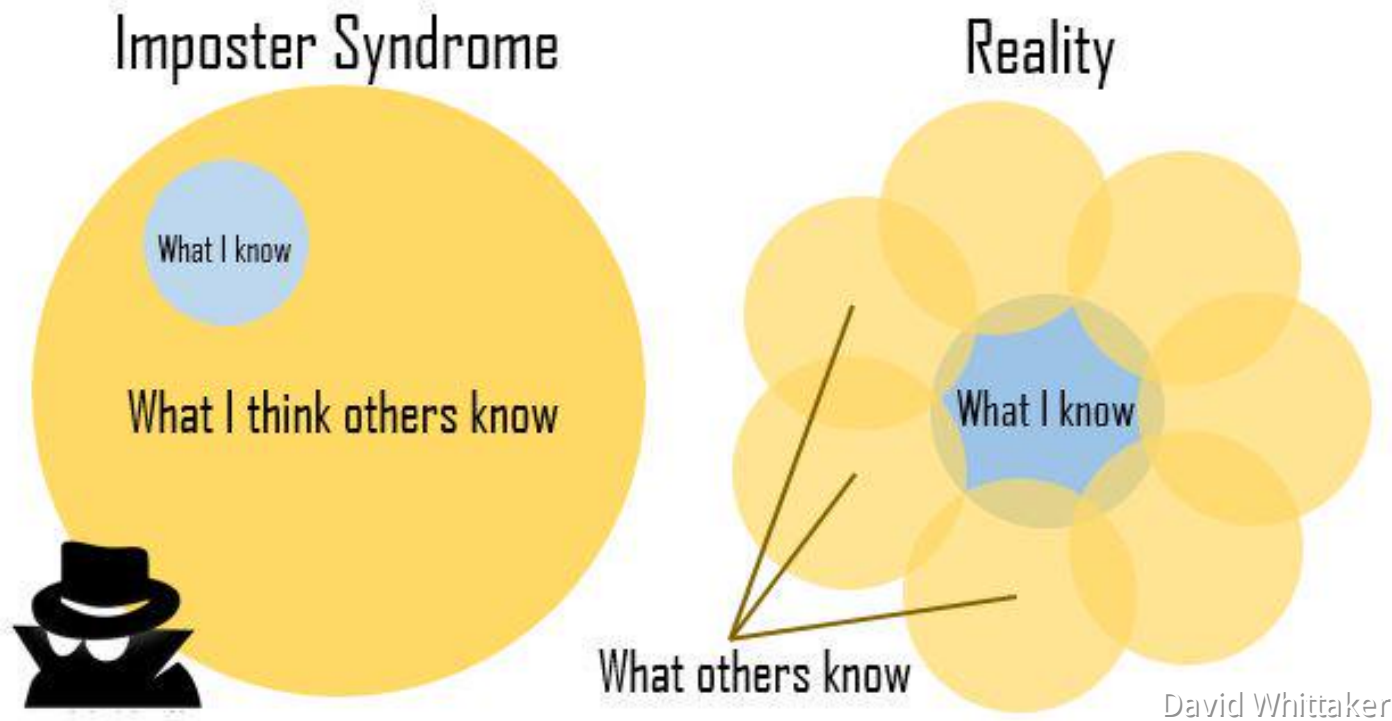 Imposter Syndrome
Reality
What I know
What I think others know
What I know
What others know
David Whittaker